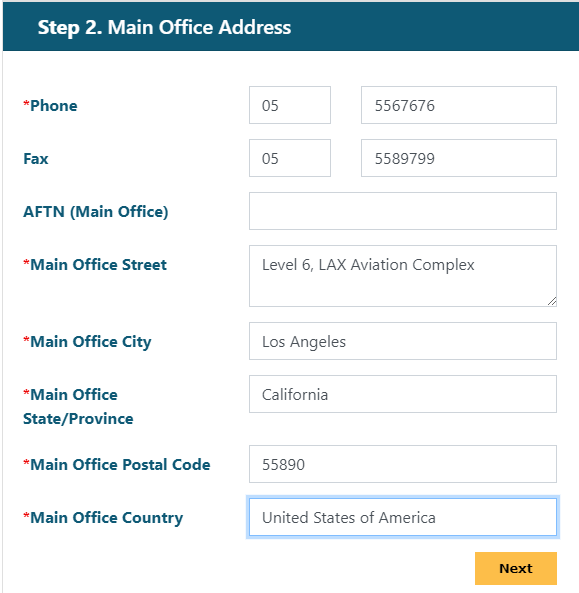 Step 2. Main Office Address
*Phone 05 5567676
Fax 05 5589799
AFTN (Main Office)
*Main Office Street Level 6, LAX Aviation Complex
*Main Office City Los Angeles
*Main Office
State/Province California
*Main Office Postal Code 55890
*Main Office Country United States of America
Next